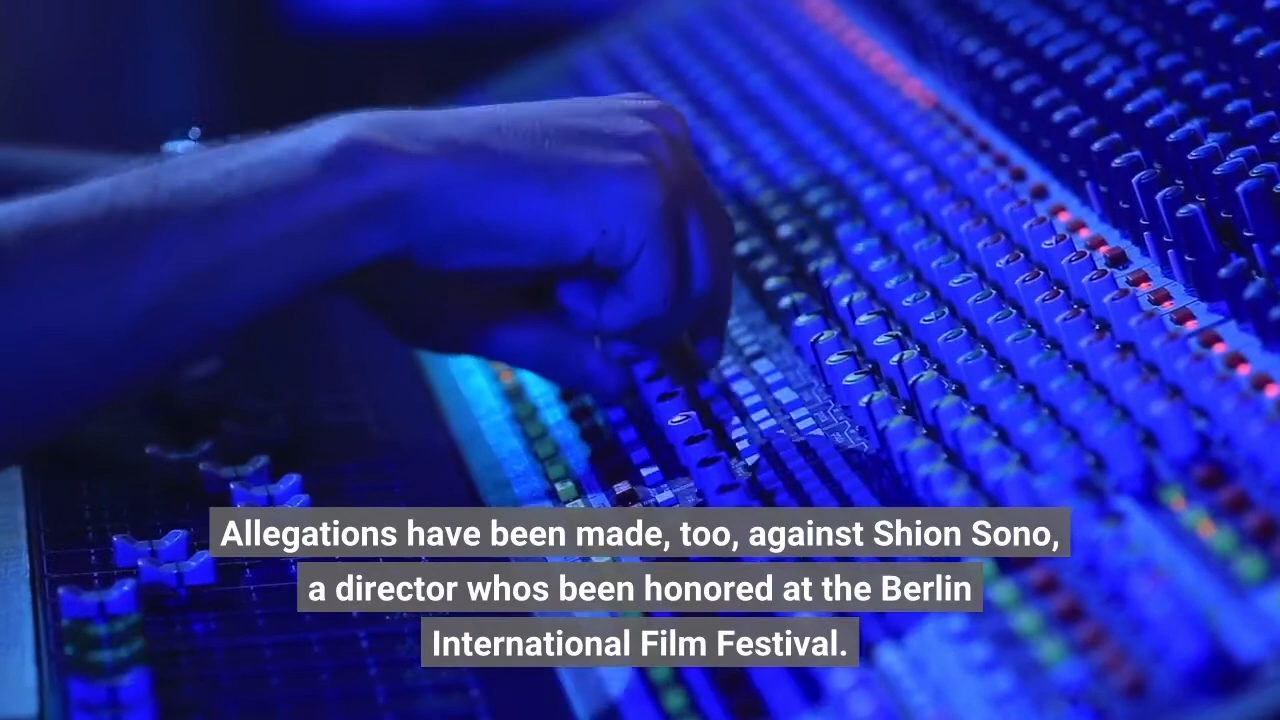 Allegations have been made, too, against Shion Sono,
a director whos been honored at the Berlin
International Film Festival.